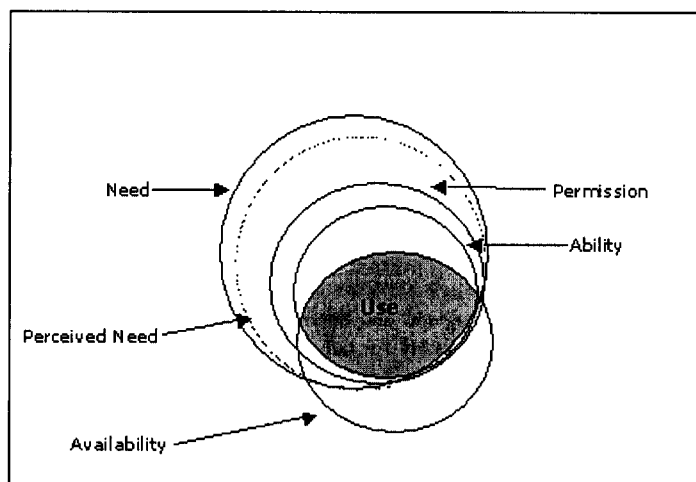 Need
Permission
Ability
Use
Perceived Need
Availability